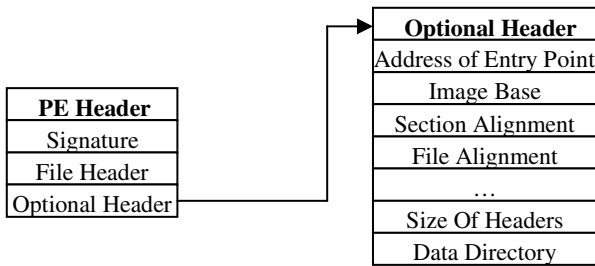 PE Header
Signature
File Header
Optional Header
Optional Header
Address of Entry Point
Image Base
Section Alignment
File Alignment
…
Size Of Headers
Data Directory